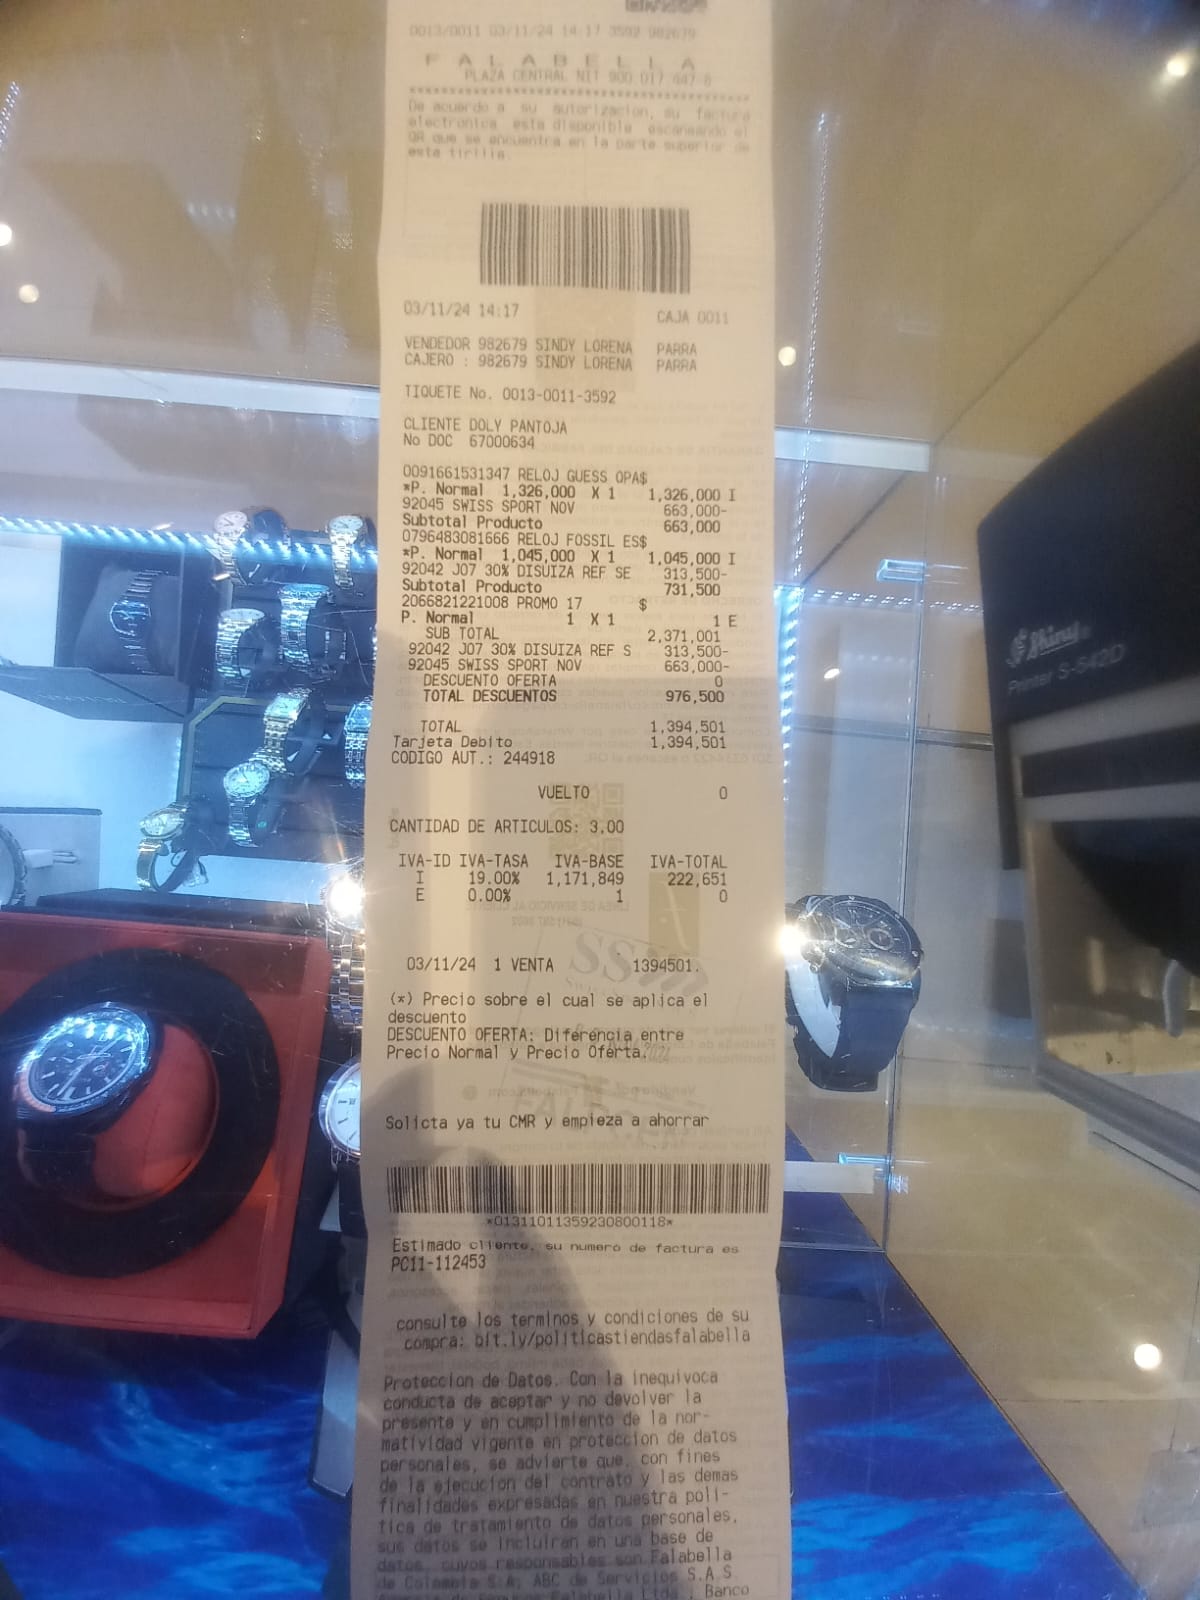 0013/0011 03/11/24 14:17 3592 982679
F A L A B E L L A
PLAZA CENTRAL NIT 900 017 447-8
De acuerdo a su autorizacion, su factura
electronica esta disponible escaneando el
QR que se encuentra en la parte superior de
esta tirilla.
03/11/24 14:17 CAJA 0011
VENDEDOR 982679 SINDY LORENA PARRA
CAJERO : 982679 SINDY LORENA PARRA
TIQUETE No. 0013-0011-3592
CLIENTE DOLY PANTOJA
No DOC 67000634
0091661531347 RELOJ GUESS OPA$
*P. Normal 1,326,000 X 1 1,326,000 I
92045 SWISS SPORT NOV 663,000-
Subtotal Producto 663,000
0796483081666 RELOJ FOSSIL ES$
*P. Normal 1,045,000 X 1 1,045,000 I
92042 J07 30% DISUIZA REF SE 313,500-
Subtotal Producto 731,500
2066821221008 PROMO 17 $
P. Normal 1 X 1 1 E
SUB TOTAL 2,371,001
92042 J07 30% DISUIZA REF S 313,500-
92045 SWISS SPORT NOV 663,000-
DESCUENTO OFERTA 0
TOTAL DESCUENTOS 976,500
TOTAL 1,394,501
Tarjeta Debito 1,394,501
CODIGO AUT.: 244918
VUELTO 0
CANTIDAD DE ARTICULOS: 3.00
IVA-ID IVA-TASA IVA-BASE IVA-TOTAL
I 19.00% 1,171,849 222,651
E 0.00% 1 0
03/11/24 1 VENTA 1394501.
(*) Precio sobre el cual se aplica el
descuento
DESCUENTO OFERTA: Diferencia entre
Precio Normal y Precio Oferta.
Solicta ya tu CMR y empieza a ahorrar
*01311011359230800118*
Estimado cliente, su numero de factura es
PC11-112453
consulte los terminos y condiciones de su
compra: bit.ly/politicastiendasfalabella
Proteccion de Datos. Con la inequivoca
conducta de aceptar y no devolver la
presente y en cumplimiento de la nor-
matividad vigente en proteccion de datos
personales, se advierte que, con fines
de la ejecucion del contrato y las demas
finalidades expresadas en nuestra poli-
tica de tratamiento de datos personales,
sus datos se incluiran en una base de
datos, cuyos responsables son Falabella
de Colombia S.A, ABC de Servicios S.A.S
Falabella Ltda., Banco
Shiny
Printer S-542D
SSm